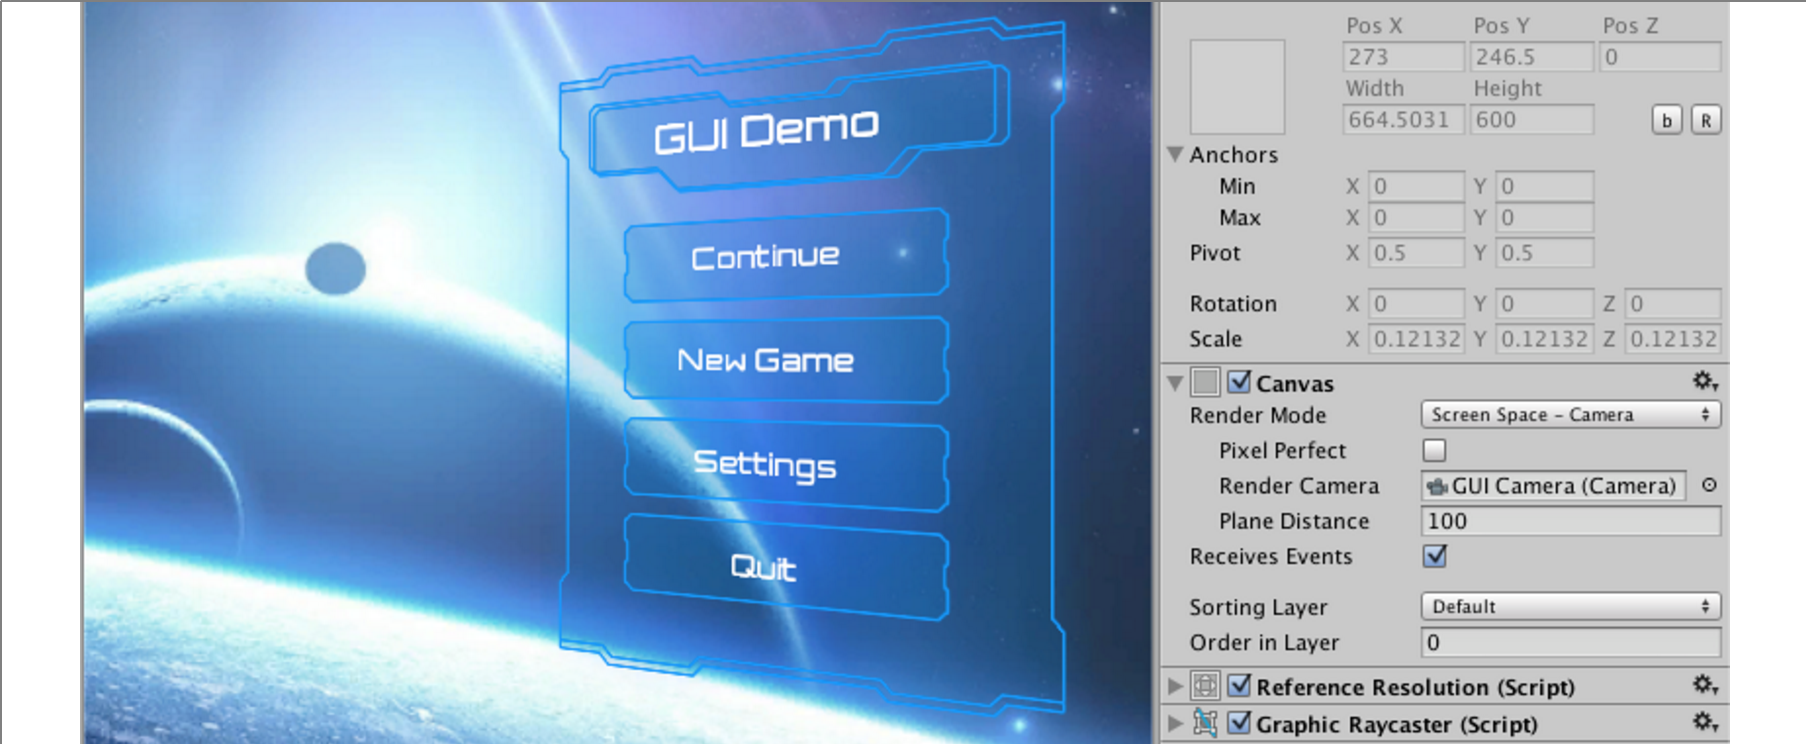 GUI Demo
Continue
New Game
Settings
Quit
Pos X Pos Y Pos Z
273 246.5 0
Width Height
664.5031 600 b R
Anchors
Min X 0 Y 0
Max X 0 Y 0
Pivot X 0.5 Y 0.5
Rotation X 0 Y 0 Z 0
Scale X 0.12132 Y 0.12132 Z 0.12132
Canvas
Render Mode Screen Space - Camera
Pixel Perfect
Render Camera GUI Camera (Camera)
Plane Distance 100
Receives Events
Sorting Layer Default
Order in Layer 0
Reference Resolution (Script)
Graphic Raycaster (Script)